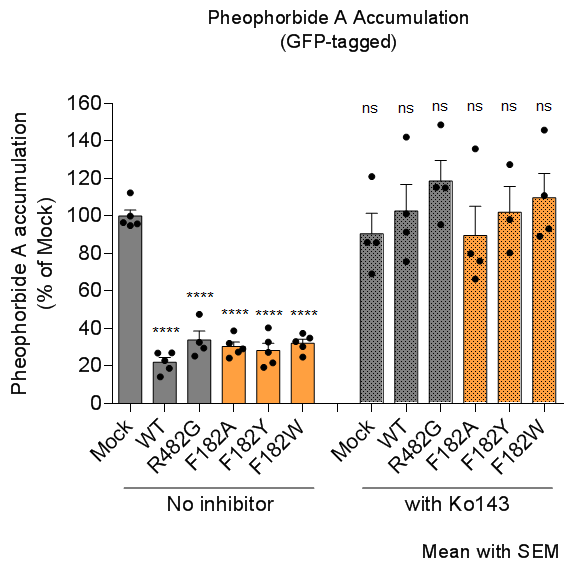 Pheophorbide A Accumulation
(GFP-tagged)
Pheophorbide A accumulation
(% of Mock)
160
140
120
100
80
60
40
20
0
**** **** **** **** ****
ns ns ns ns ns ns
Mock WT R482G F182A F182Y F182W Mock WT R482G F182A F182Y F182W
No inhibitor with Ko143
Mean with SEM